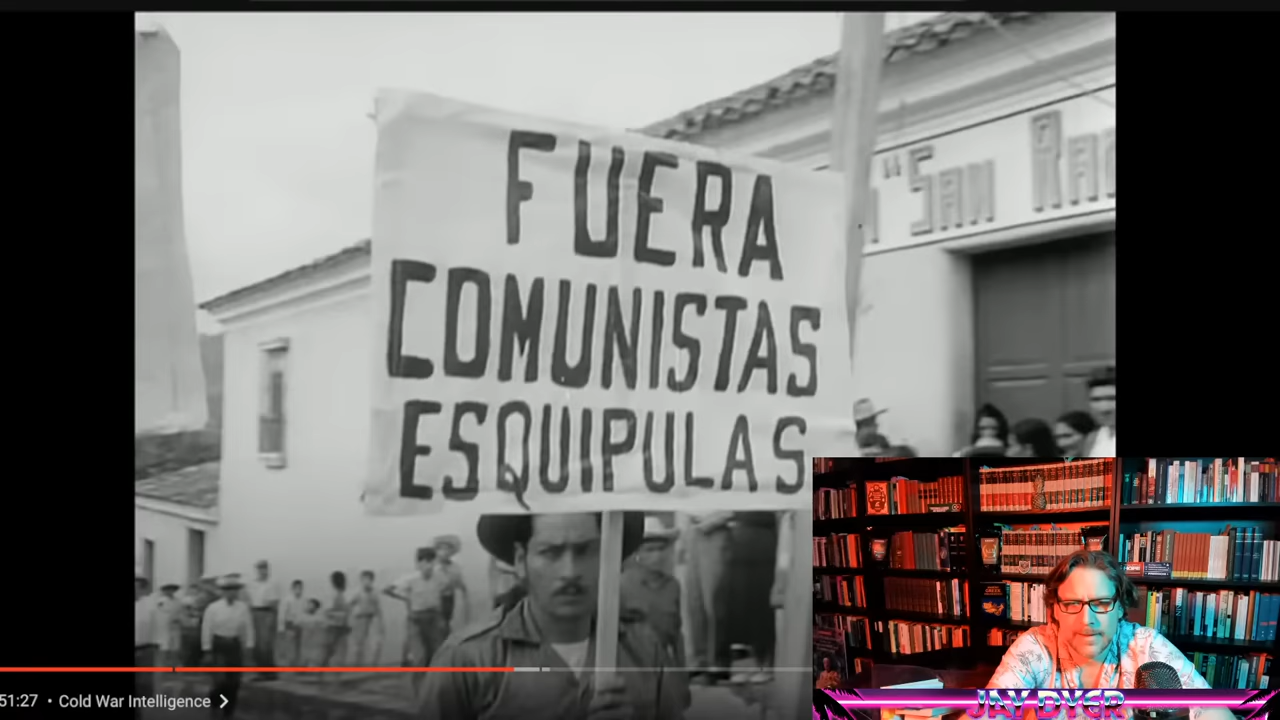 FUERA
COMUNISTAS
ESQUIPULAS
"SAN
51:27 • Cold War Intelligence
JAY DYER